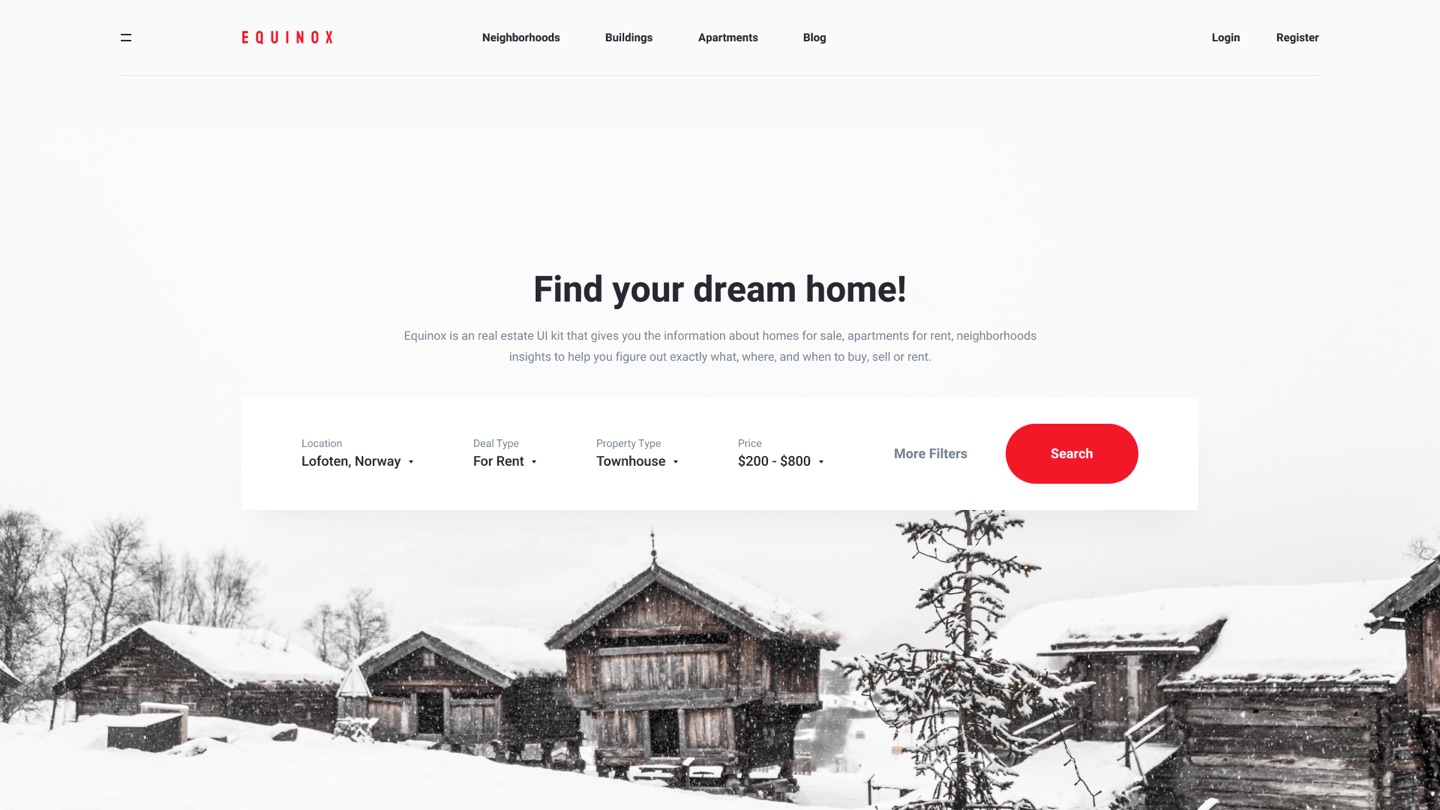 EQUINOX
Neighborhoods
Buildings
Apartments
Blog
Login
Register
Find your dream home!
Equinox is an real estate UI kit that gives you the information about homes for sale, apartments for rent, neighborhoods
insights to help you figure out exactly what, where, and when to buy, sell or rent.
Location
Lofoten, Norway
Deal Type
For Rent
Property Type
Townhouse
Price
$200 - $800
More Filters
Search